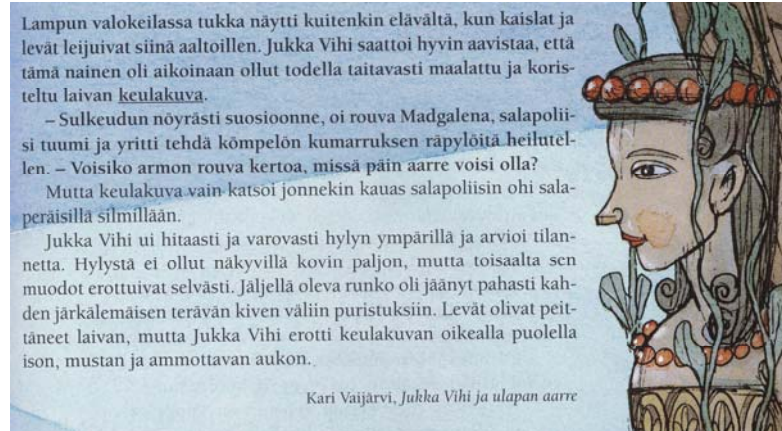 Lampun valokeilassa tukka näytti kuitenkin elävältä, kun kaislat ja
levät leijuivat siinä aaltoillen. Jukka Vihi saattoi hyvin aavistaa, että
tämä nainen oli aikoinaan ollut todella taitavasti maalattu ja koris-
teltu laivan keulakuva.
– Sulkeudun nöyrästi suosioonne, oi rouva Madgalena, salapolii-
si tuumi ja yritti tehdä kömpelön kumarruksen räpylöitä heilutel-
len. – Voisiko armon rouva kertoa, missä päin aarre voisi olla?
Mutta keulakuva vain katsoi jonnekin kauas salapoliisin ohi sala-
peräisillä silmillään.
Jukka Vihi ui hitaasti ja varovasti hylyn ympärillä ja arvioi tilan-
netta. Hylystä ei ollut näkyvillä kovin paljon, mutta toisaalta sen
muodot erottuivat selvästi. Jäljellä oleva runko oli jäänyt pahasti kah-
den järkälemäisen terävän kiven väliin puristuksiin. Levät olivat peit-
täneet laivan, mutta Jukka Vihi erotti keulakuvan oikealla puolella
ison, mustan ja ammottavan aukon.
Kari Vaijärvi, Jukka Vihi ja ulapan aarre